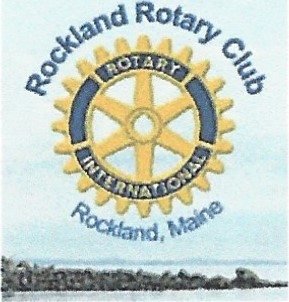 Rockland Rotary Club
ROTARY
INTERNATIONAL
Rockland, Maine